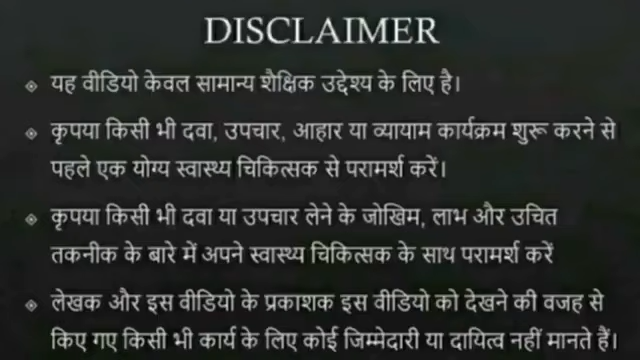 DISCLAIMER
यह वीडियो केवल सामान्य शैक्षिक उद्देश्य के लिए है।
कृपया किसी भी दवा, उपचार, आहार या व्यायाम कार्यक्रम शुरू करने से
पहले एक योग्य स्वास्थ्य चिकित्सक से परामर्श करें।
कृपया किसी भी दवा या उपचार लेने के जोखिम, लाभ और उचित
तकनीक के बारे में अपने स्वास्थ्य चिकित्सक के साथ परामर्श करें
लेखक और इस वीडियो के प्रकाशक इस वीडियो को देखने की वजह से
किए गए किसी भी कार्य के लिए कोई जिम्मेदारी या दायित्व नहीं मानते हैं।